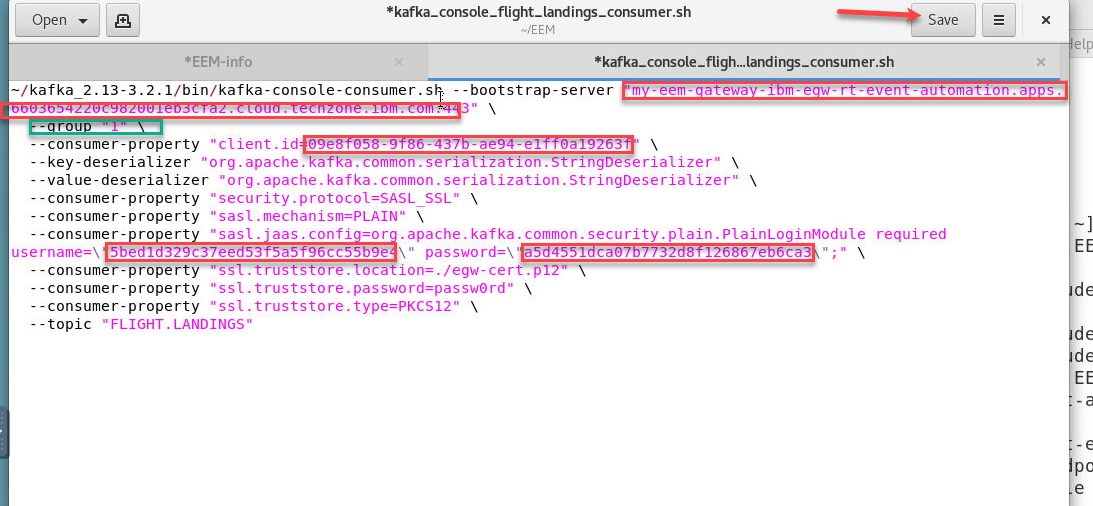 Open
*kafka_console_flight_landings_consumer.sh
~/EEM
Save
*EEM-info
*kafka_console_fligh...landings_consumer.sh
~/kafka_2.13-3.2.1/bin/kafka-console-consumer.sh --bootstrap-server "my-eem-gateway-ibm-egw-rt-event-automation.apps.
6603654220c982001eb3cfa2.cloud.techzone.ibm.com:443" \
--group "1" \
--consumer-property "client.id=09e8f058-9f86-437b-ae94-e1ff0a19263f" \
--key-deserializer "org.apache.kafka.common.serialization.StringDeserializer" \
--value-deserializer "org.apache.kafka.common.serialization.StringDeserializer" \
--consumer-property "security.protocol=SASL_SSL" \
--consumer-property "sasl.mechanism=PLAIN" \
--consumer-property "sasl.jaas.config=org.apache.kafka.common.security.plain.PlainLoginModule required
username=\"5bed1d329c37eed53f5a5f96cc55b9e4\" password=\"a5d4551dca07b7732d8f126867eb6ca3\";" \
--consumer-property "ssl.truststore.location=./egw-cert.p12" \
--consumer-property "ssl.truststore.password=passw0rd" \
--consumer-property "ssl.truststore.type=PKCS12" \
--topic "FLIGHT.LANDINGS"